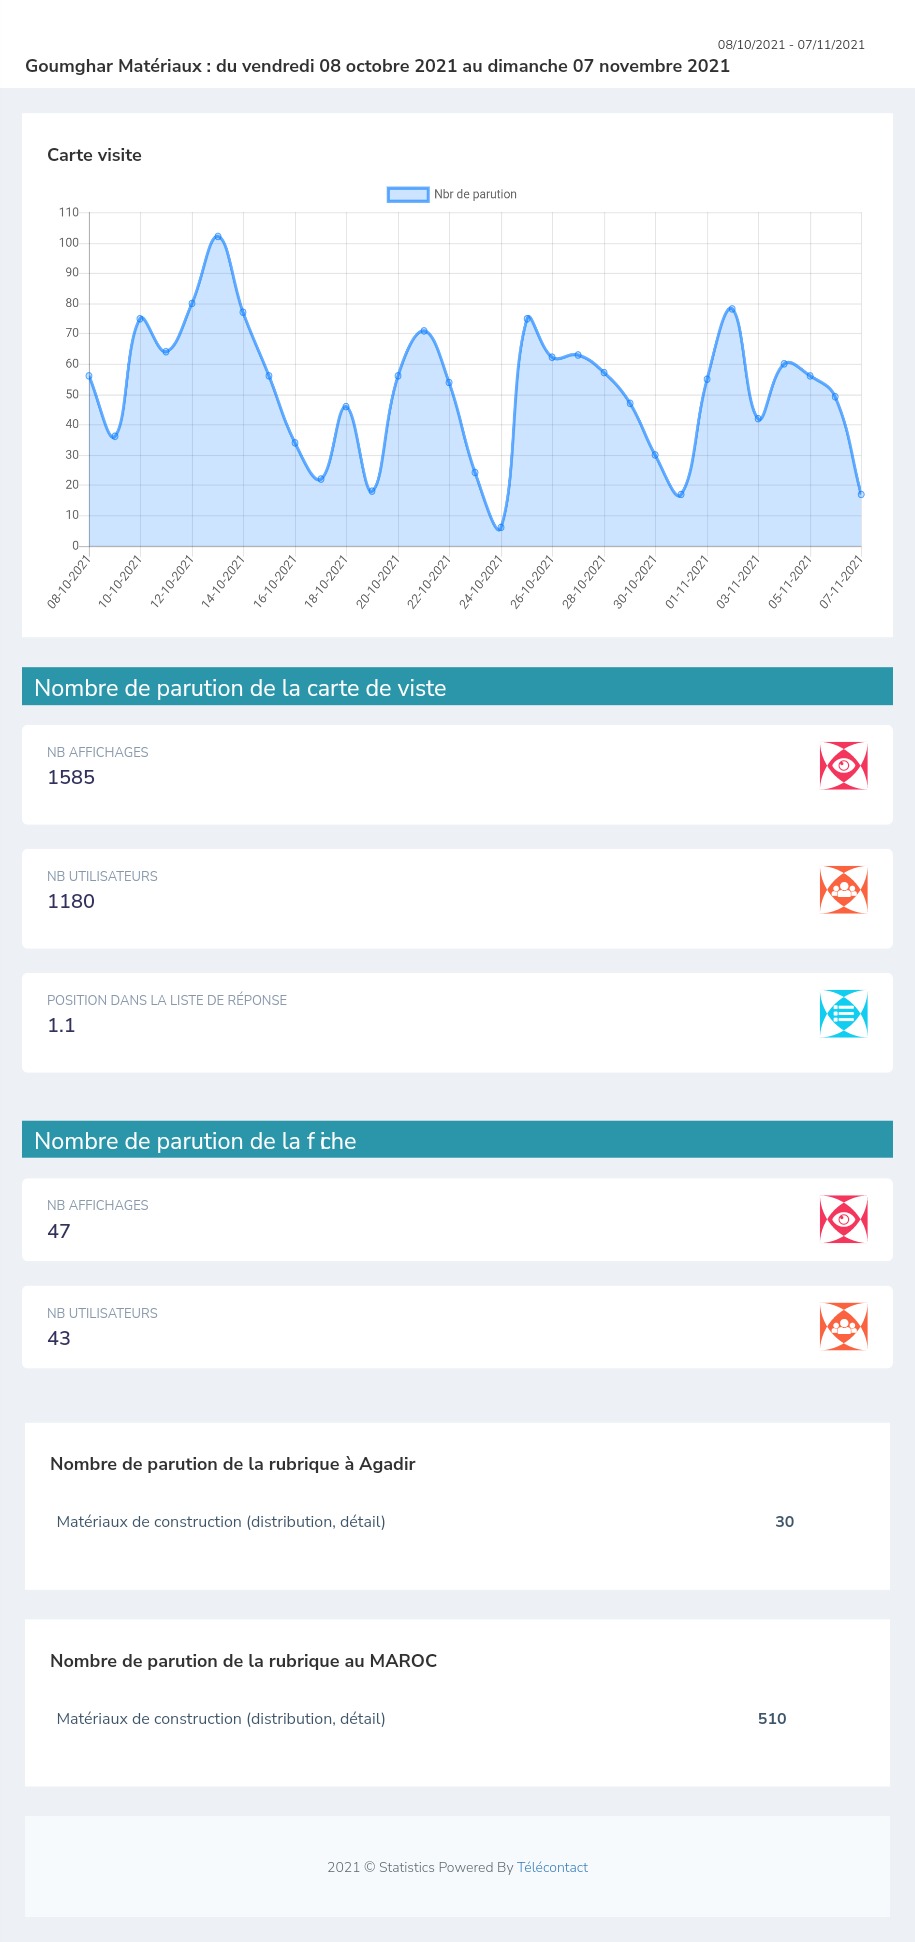 08/10/2021 - 07/11/2021
Goumghar Matériaux : du vendredi 08 octobre 2021 au dimanche 07 novembre 2021
Carte visite
Nbr de parution
110
100
90
80
70
60
50
40
30
20
10
0
08-10-2021
10-10-2021
12-10-2021
14-10-2021
16-10-2021
18-10-2021
20-10-2021
22-10-2021
24-10-2021
26-10-2021
28-10-2021
30-10-2021
01-11-2021
03-11-2021
05-11-2021
07-11-2021
Nombre de parution de la carte de viste
NB AFFICHAGES
1585
NB UTILISATEURS
1180
POSITION DANS LA LISTE DE RÉPONSE
1.1
Nombre de parution de la fiche
NB AFFICHAGES
47
NB UTILISATEURS
43
Nombre de parution de la rubrique à Agadir
Matériaux de construction (distribution, détail) 30
Nombre de parution de la rubrique au MAROC
Matériaux de construction (distribution, détail) 510
2021 © Statistics Powered By Télécontact